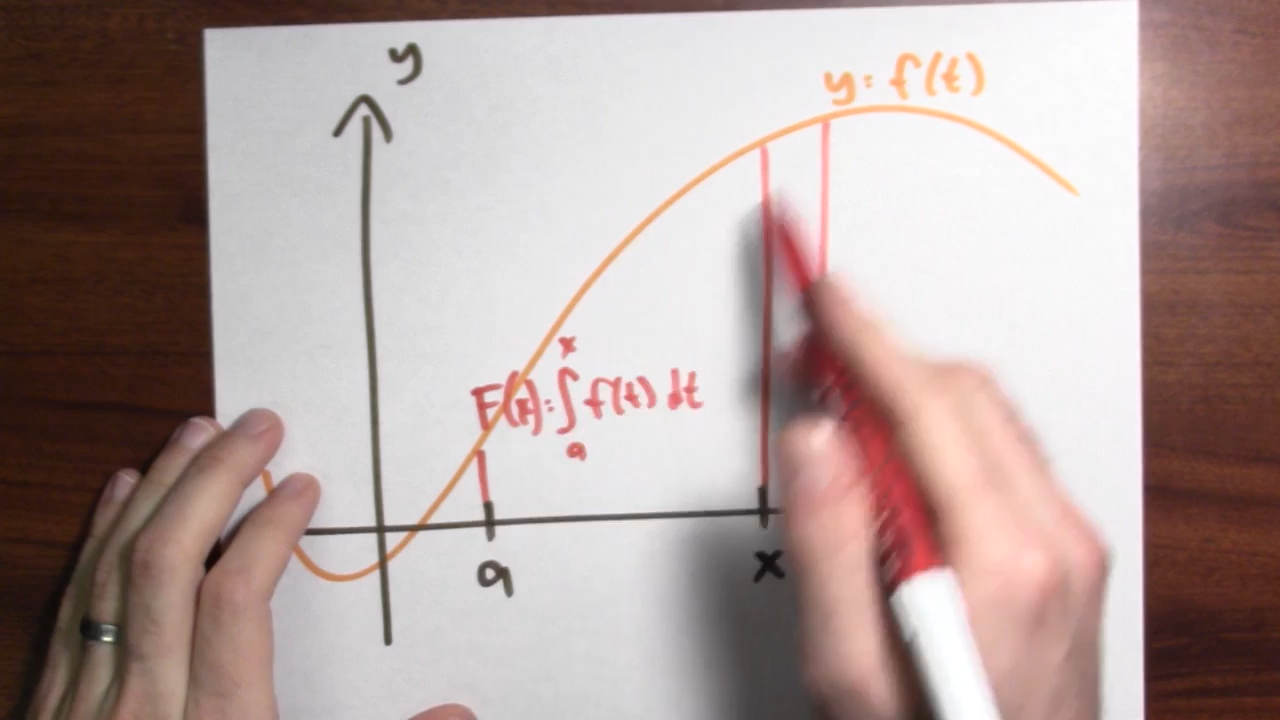 y
y = f(t)
F(x) = ∫ₐˣ f(t) dt
a
x